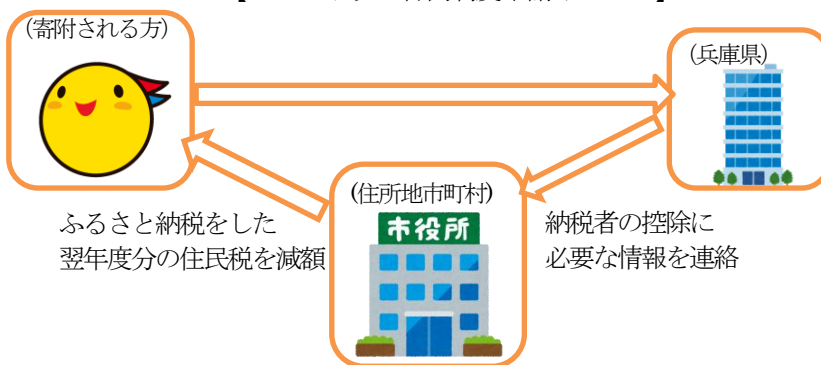 (寄附される方)
(兵庫県)
(住所地市町村)
市役所
ふるさと納税をした
翌年度分の住民税を減額
納税者の控除に
必要な情報を連絡